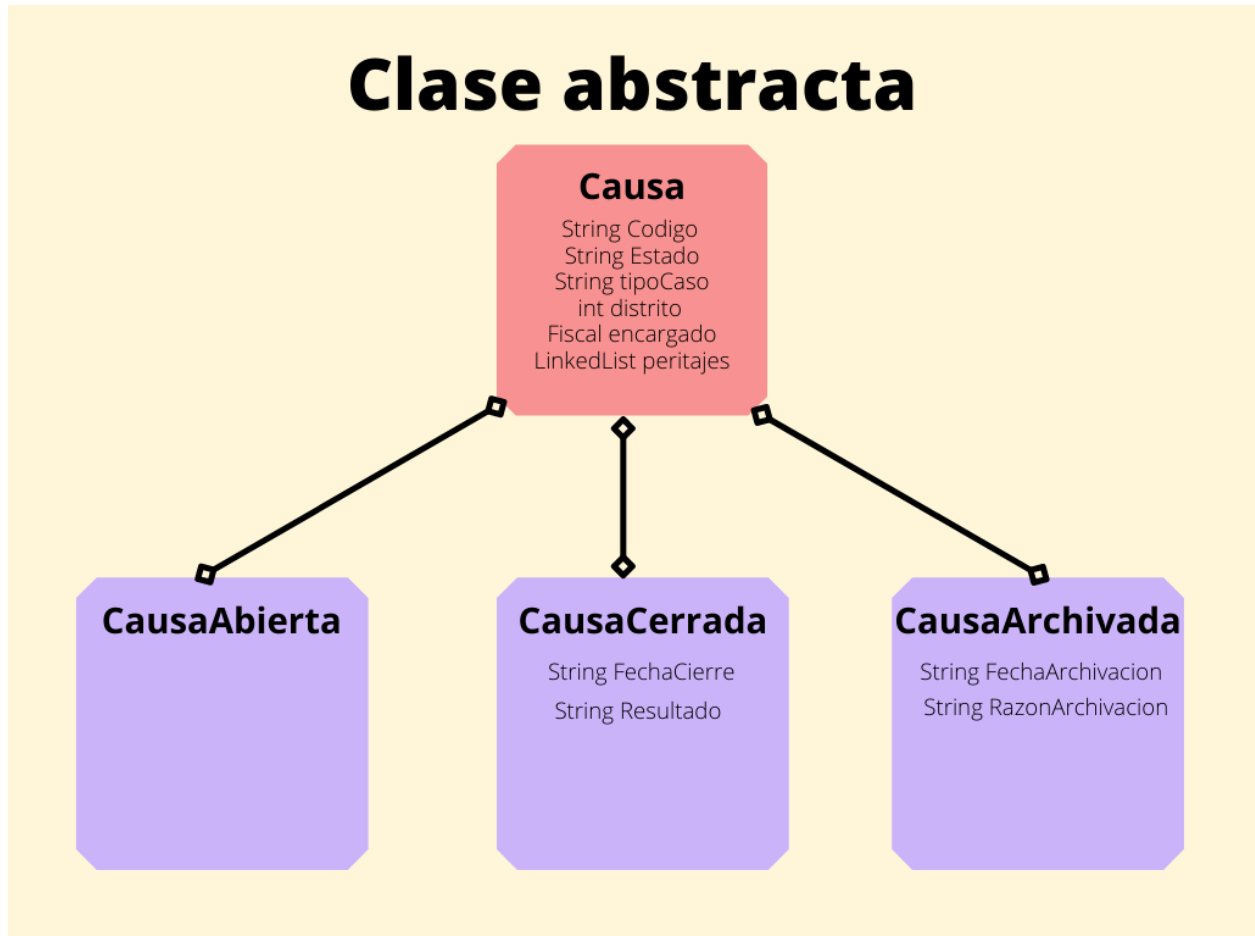 Clase abstracta
Causa
String Codigo
String Estado
String tipoCaso
int distrito
Fiscal encargado
LinkedList peritajes
CausaAbierta
CausaCerrada
String FechaCierre
String Resultado
CausaArchivada
String FechaArchivacion
String RazonArchivacion